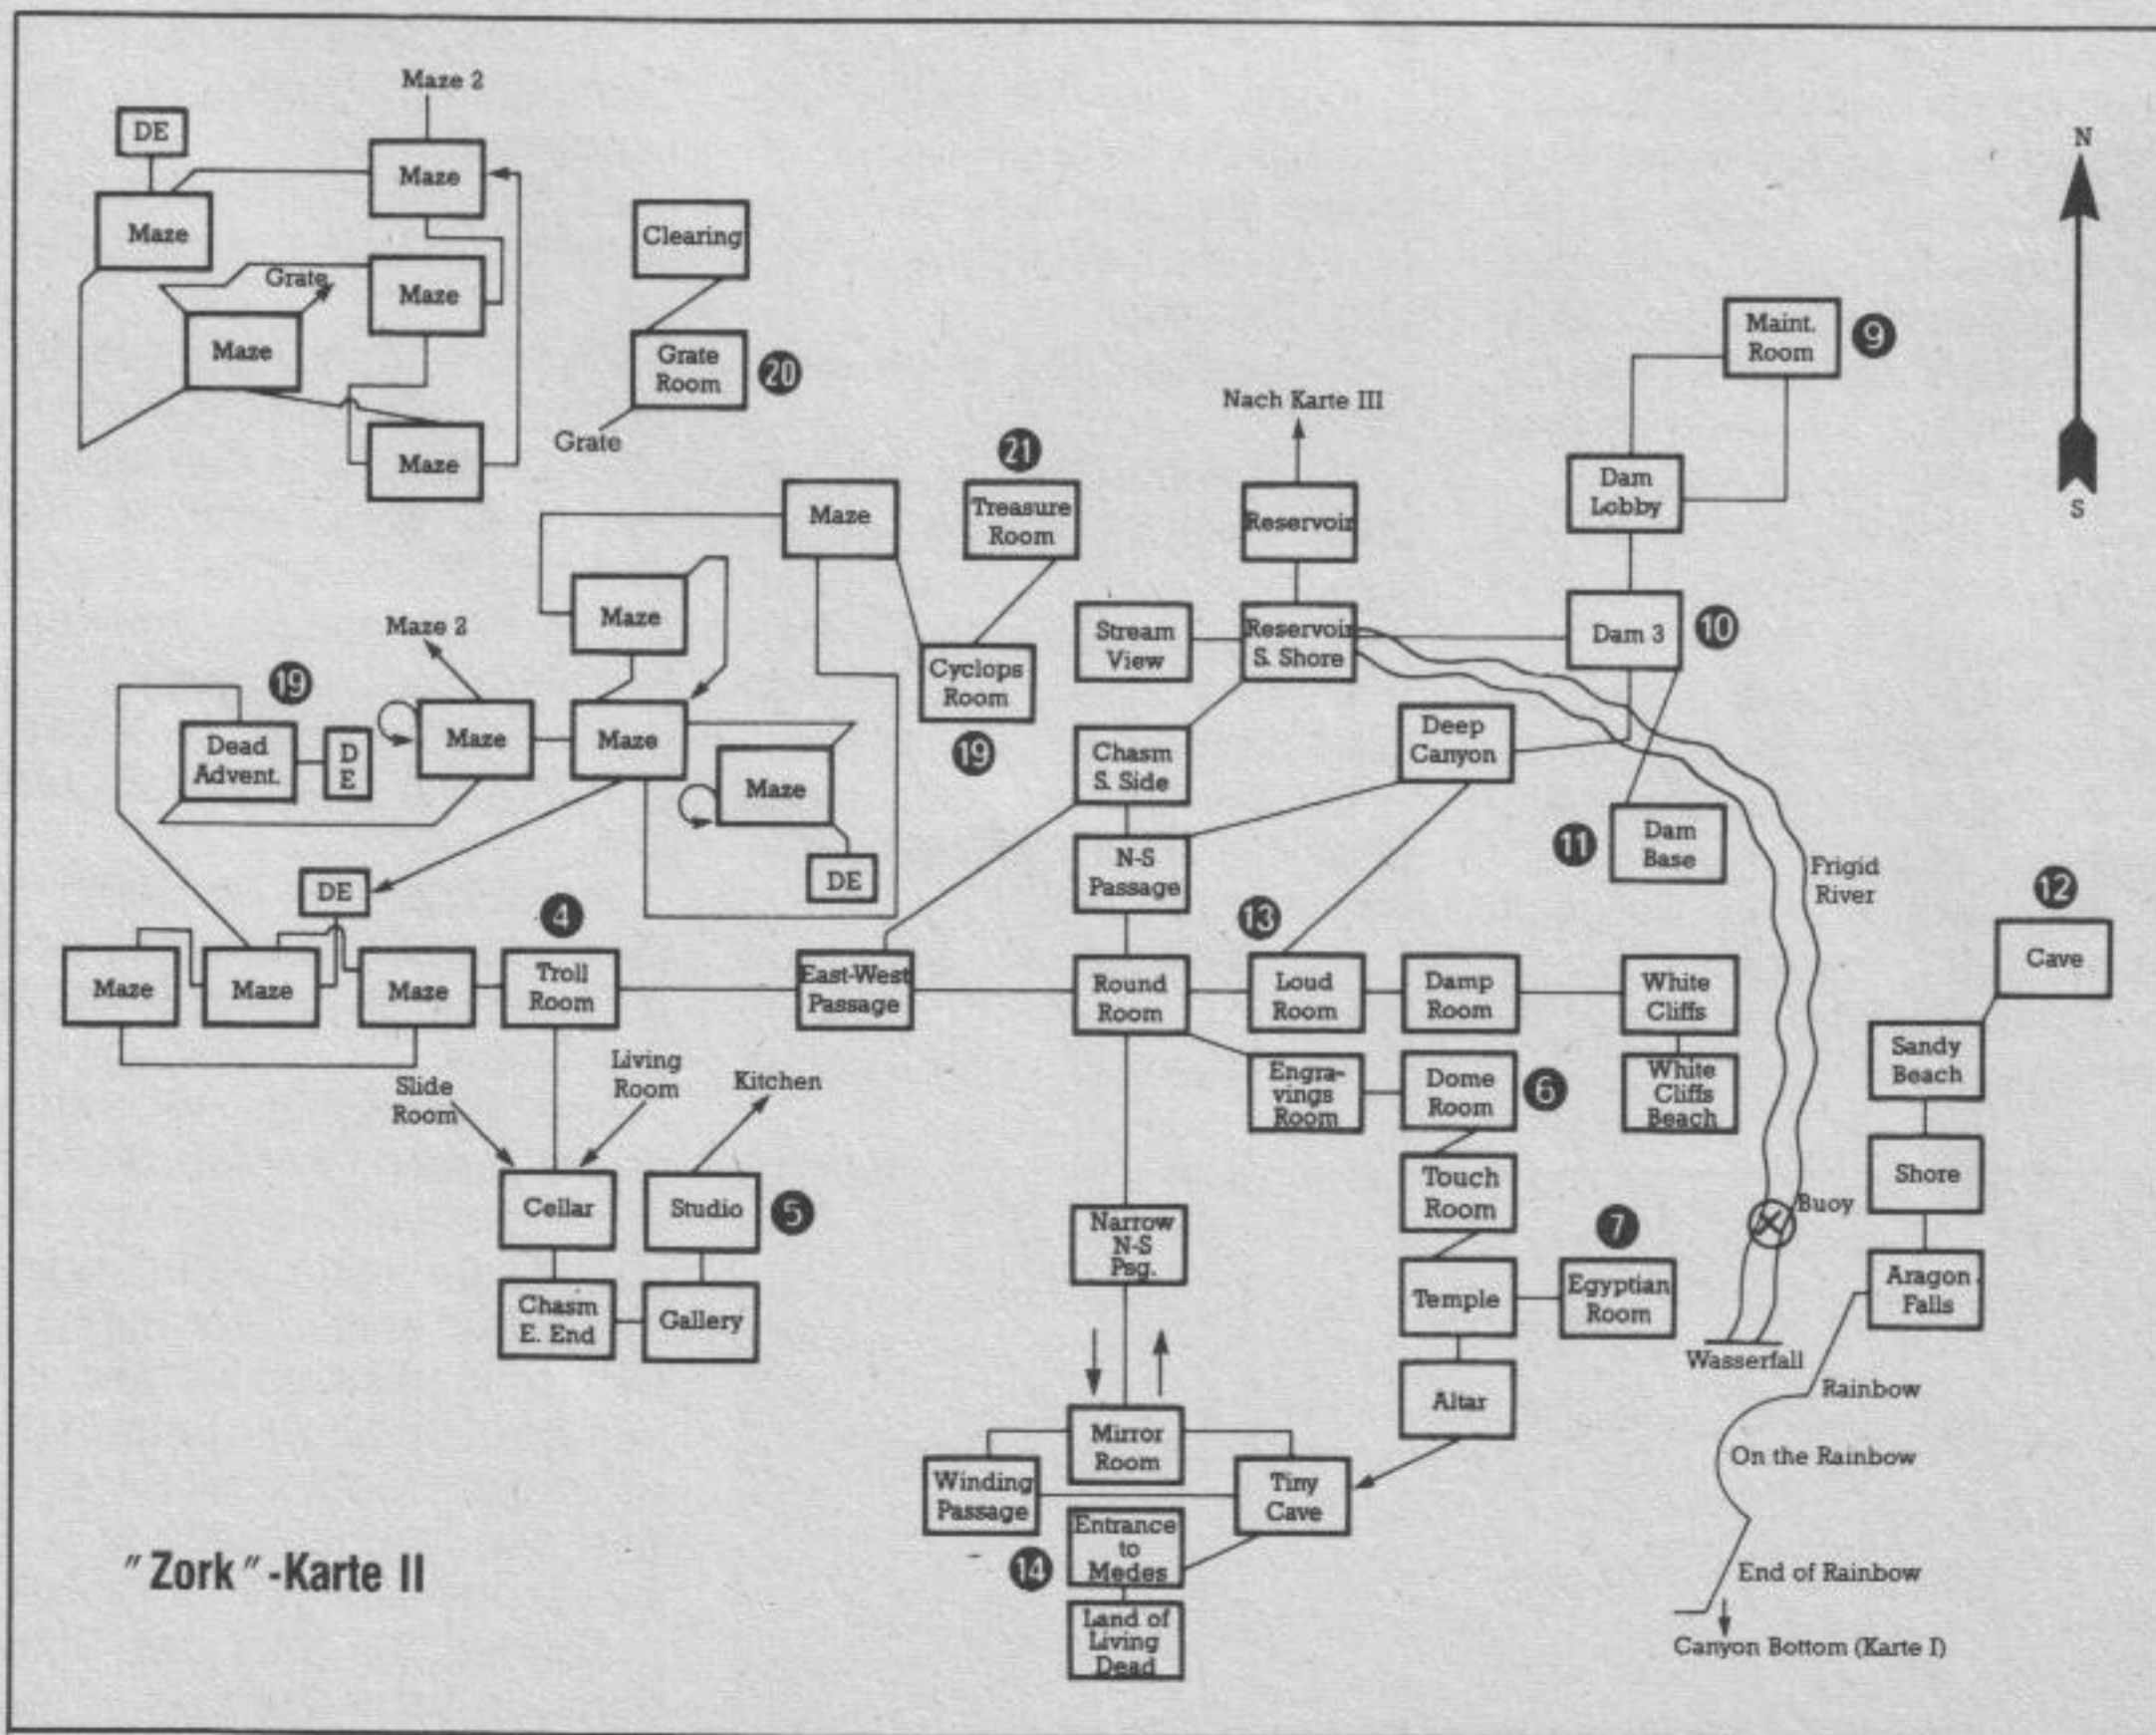 Maze 2
DE
Maze
Maze
Clearing
Grate
Maze
Maze
Grate
Room
20
Grate
Maze
N
S
Maint.
Room
9
Nach Karte III
Dam
Lobby
Reservoir
21
Treasure
Room
Maze
Maze
Maze 2
Stream
View
Reservoir
S. Shore
Dam 3
10
Cyclops
Room
19
19
Dead
Advent.
D
E
Maze
Maze
Maze
DE
Chasm
S. Side
Deep
Canyon
N-S
Passage
11
Dam
Base
Frigid
River
12
Cave
DE
4
13
Maze
Maze
Maze
Troll
Room
East-West
Passage
Round
Room
Loud
Room
Damp
Room
White
Cliffs
Sandy
Beach
Slide
Room
Living
Room
Kitchen
Engra-
vings
Room
Dome
Room
6
White
Cliffs
Beach
Cellar
Studio
5
Narrow
N-S
Psg.
Touch
Room
7
Buoy
Shore
Chasm
E. End
Gallery
Temple
Egyptian
Room
Aragon
Falls
Wasserfall
Rainbow
Altar
Mirror
Room
Winding
Passage
Tiny
Cave
On the Rainbow
14
Entrance
to
Medes
Land of
Living
Dead
End of Rainbow
Canyon Bottom (Karte I)
"Zork"-Karte II